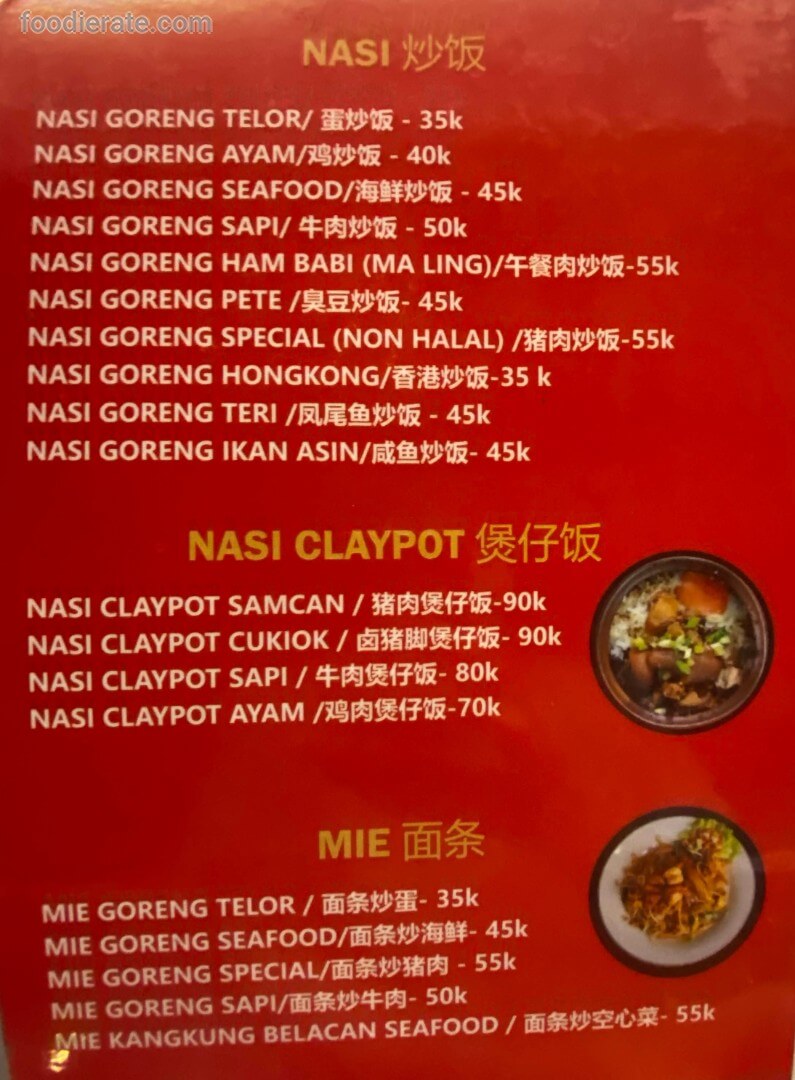 foodierate.com
NASI 炒饭
NASI GORENG TELOR/ 蛋炒饭 - 35k
NASI GORENG AYAM/鸡炒饭 - 40k
NASI GORENG SEAFOOD/海鲜炒饭 - 45k
NASI GORENG SAPI/ 牛肉炒饭 - 50k
NASI GORENG HAM BABI (MA LING)/午餐肉炒饭-55k
NASI GORENG PETE /臭豆炒饭- 45k
NASI GORENG SPECIAL (NON HALAL) /猪肉炒饭-55k
NASI GORENG HONGKONG/香港炒饭-35 k
NASI GORENG TERI /凤尾鱼炒饭 - 45k
NASI GORENG IKAN ASIN/咸鱼炒饭- 45k
NASI CLAYPOT 煲仔饭
NASI CLAYPOT SAMCAN / 猪肉煲仔饭-90k
NASI CLAYPOT CUKIOK / 卤猪脚煲仔饭- 90k
NASI CLAYPOT SAPI / 牛肉煲仔饭- 80k
NASI CLAYPOT AYAM /鸡肉煲仔饭-70k
MIE 面条
MIE GORENG TELOR / 面条炒蛋- 35k
MIE GORENG SEAFOOD/面条炒海鲜- 45k
MIE GORENG SPECIAL/面条炒猪肉 - 55k
MIE GORENG SAPI/面条炒牛肉- 50k
MIE KANGKUNG BELACAN SEAFOOD / 面条炒空心菜- 55k